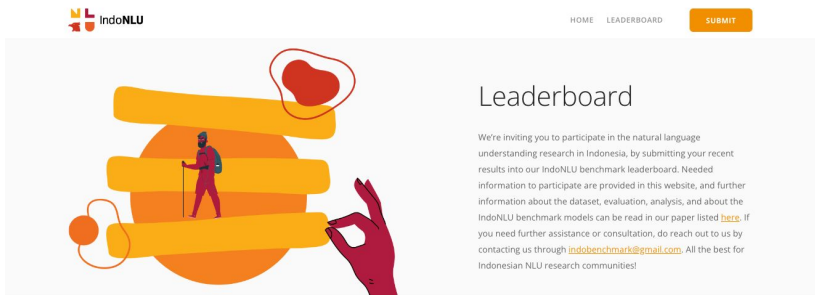 IndoNLU
HOME LEADERBOARD SUBMIT
Leaderboard
We're inviting you to participate in the natural language
understanding research in Indonesia, by submitting your recent
results into our IndoNLU benchmark leaderboard. Needed
information to participate are provided in this website, and further
information about the dataset, evaluation, analysis, and about the
IndoNLU benchmark models can be read in our paper listed here. If
you need further assistance or consultation, do reach out to us by
contacting us through indobenchmark@gmail.com. All the best for
Indonesian NLU research communities!